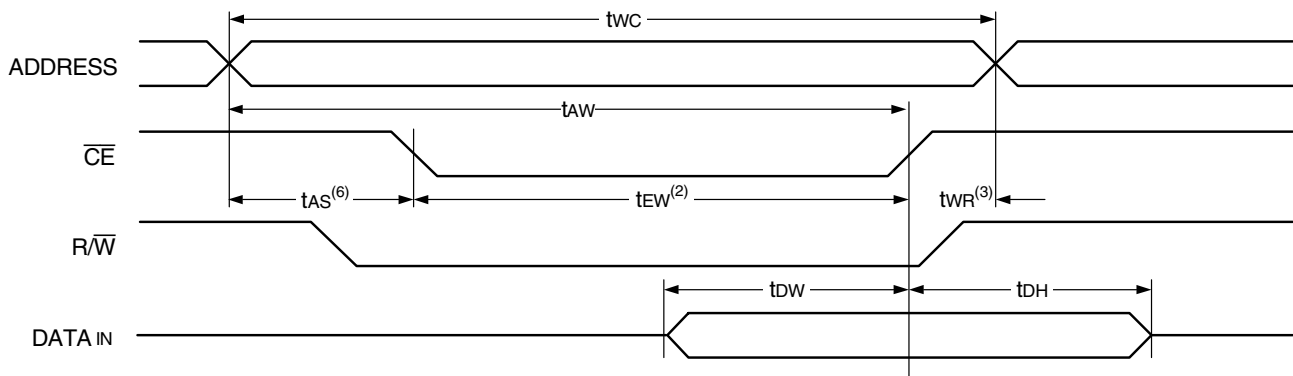 tWC
ADDRESS
tAW
CE
tAS(6)
tEW(2)
tWR(3)
R/W
tDW
tDH
DATA IN